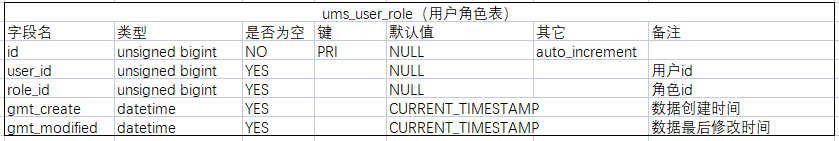 ums_user_role（用户角色表）
字段名 类型 是否为空 键 默认值 其它 备注
id unsigned bigint NO PRI NULL auto_increment
user_id unsigned bigint YES NULL 用户id
role_id unsigned bigint YES NULL 角色id
gmt_create datetime YES CURRENT_TIMESTAMP 数据创建时间
gmt_modified datetime YES CURRENT_TIMESTAMP 数据最后修改时间